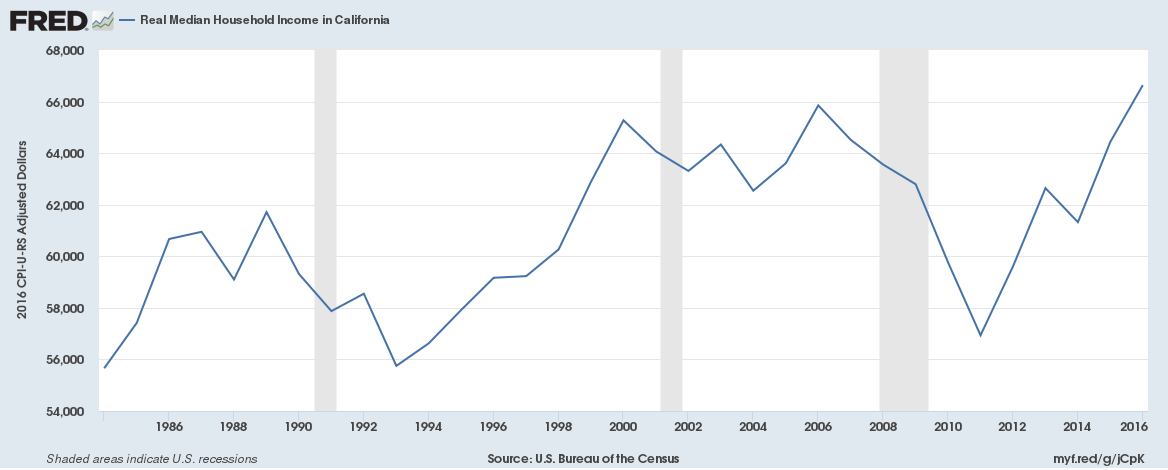 FRED Real Median Household Income in California
68,000
66,000
64,000
62,000
60,000
58,000
56,000
54,000
2016 CPI-U-RS Adjusted Dollars
1986 1988 1990 1992 1994 1996 1998 2000 2002 2004 2006 2008 2010 2012 2014 2016
Shaded areas indicate U.S. recessions Source: U.S. Bureau of the Census myf.red/g/jCpK